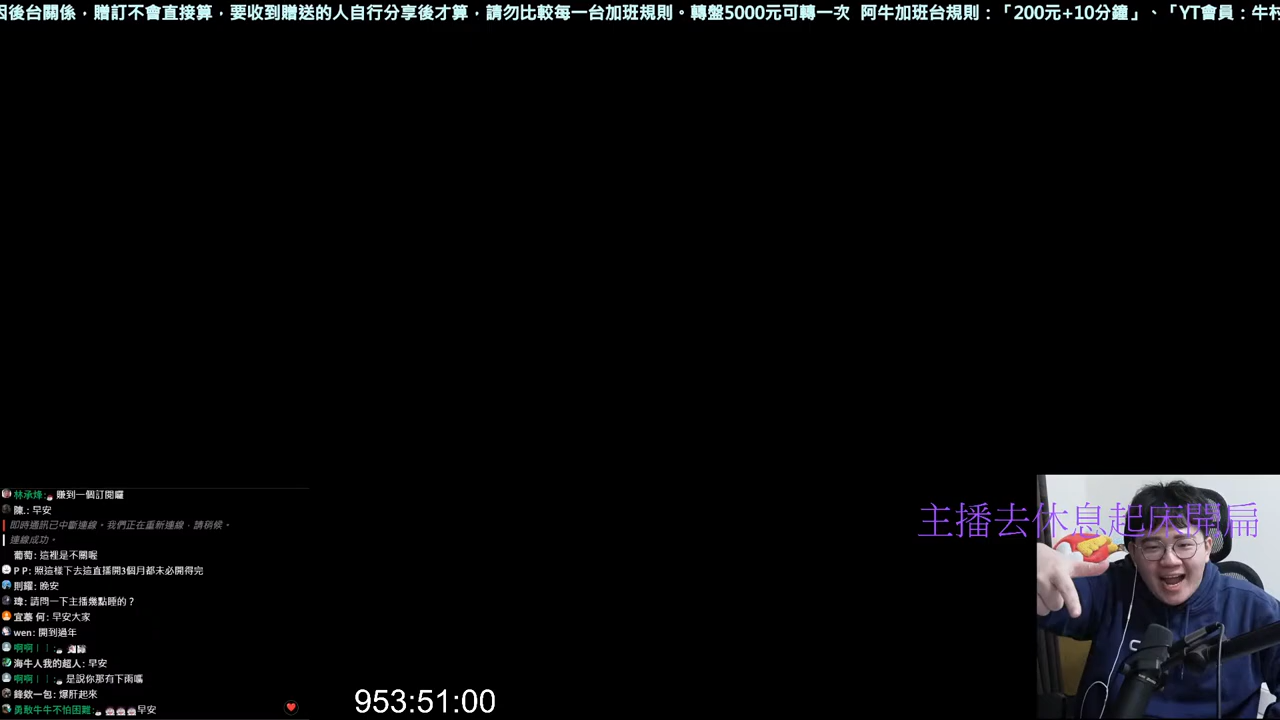 因後台關係，贈訂不會直接算，要收到贈送的人自行分享後才算，請勿比較每一台加班規則。轉盤5000元可轉一次 阿牛加班台規則：「200元+10分鐘」、「YT會員：牛村
林承烽: 賺到一個訂閱囉
陳.: 早安
即時通訊已中斷連線。我們正在重新連線，請稍候。
連線成功。
葡萄: 這裡是不關喔
P P: 照這樣下去這直播開3個月都未必開得完
則耀: 晚安
瑋: 請問一下主播幾點睡的？
宜蓁 何: 早安大家
wen: 開到過年
啊啊｜｜:
海牛人我的超人: 早安
啊啊｜｜: 是說你那有下雨嗎
鋒欸一包: 爆肝起來
勇敢牛牛不怕困難: 早安
953:51:00
主播去休息起床開扁